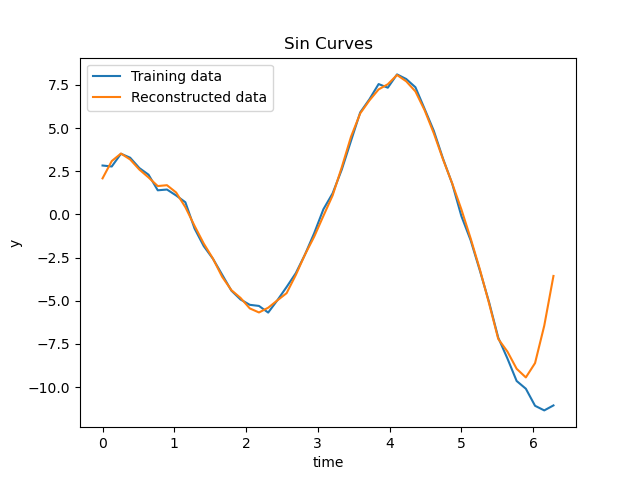 Sin Curves
Training data
Reconstructed data
7.5
5.0
2.5
0.0
−2.5
−5.0
−7.5
−10.0
y
0 1 2 3 4 5 6
time